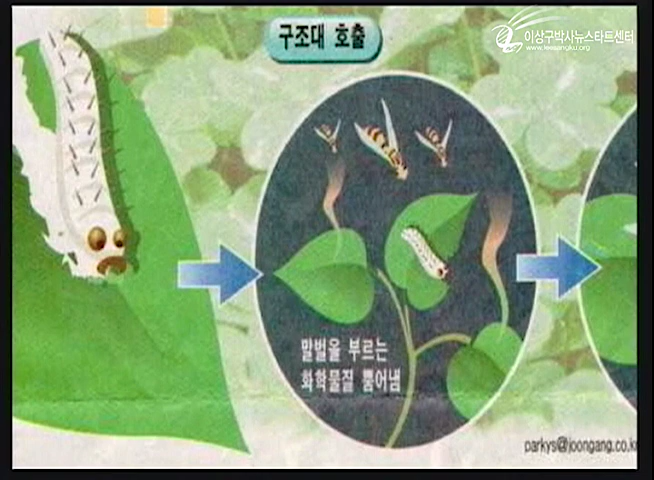 구조대 호출
이상구박사뉴스타트센터
www.leesangku.org
말벌을 부르는
화학물질 뿜어냄
parkys@joongang.co.k